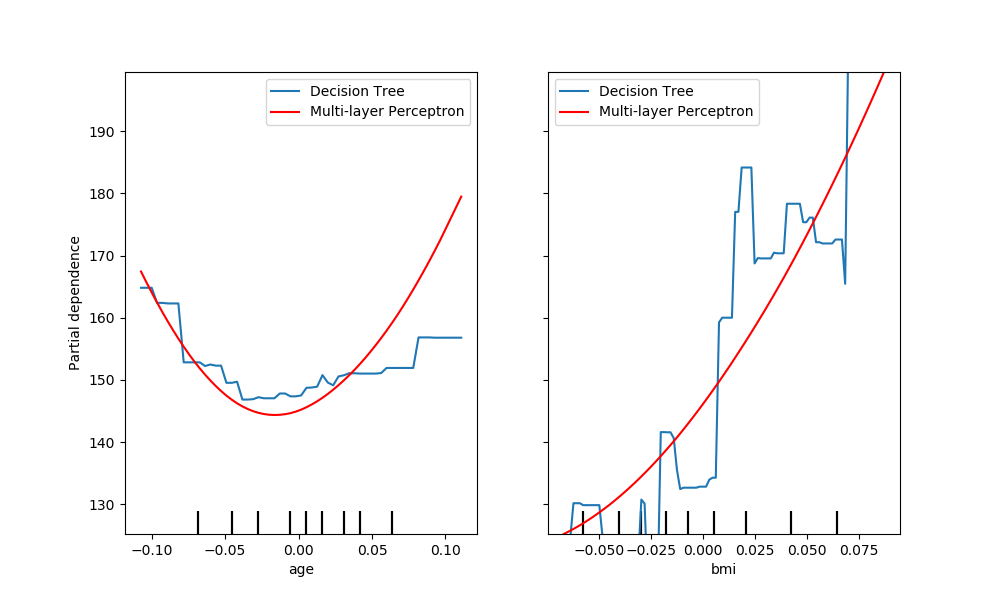 Decision Tree
Multi-layer Perceptron
Decision Tree
Multi-layer Perceptron
Partial dependence
190
180
170
160
150
140
130
−0.10 −0.05 0.00 0.05 0.10
age
−0.050 −0.025 0.000 0.025 0.050 0.075
bmi